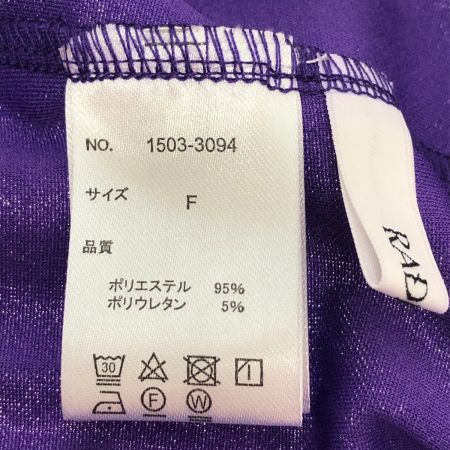 NO. 1503-3094
サイズ F
品質
ポリエステル 95%
ポリウレタン 5%
30
F W
RAD